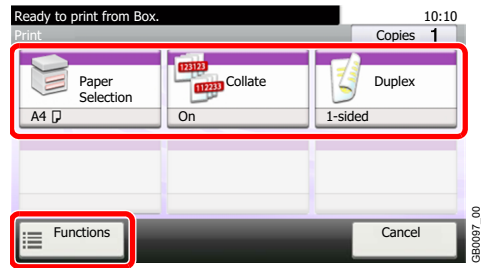 Ready to print from Box.
10:10
Print
Copies 1
123123
112233
Paper
Selection
Collate
Duplex
A4
On
1-sided
Functions
Cancel
GB0097_00